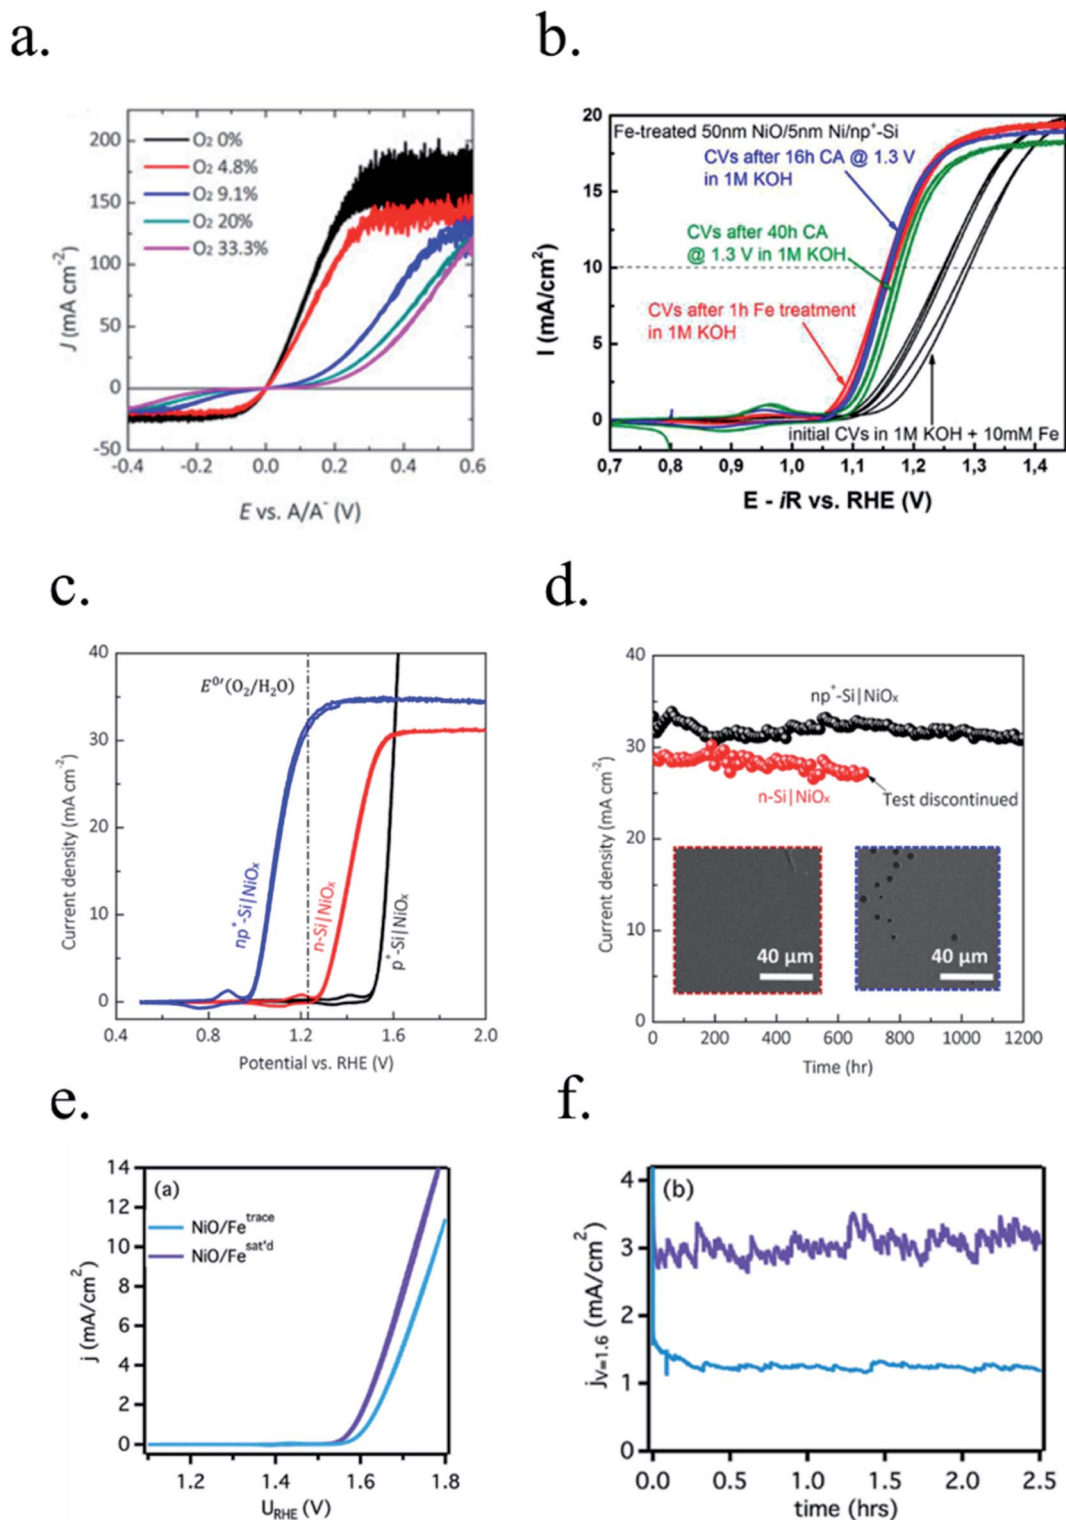 a.
200
150
100
50
0
-50
J (mA cm⁻²)
O₂ 0%
O₂ 4.8%
O₂ 9.1%
O₂ 20%
O₂ 33.3%
-0.4 -0.2 0.0 0.2 0.4 0.6
E vs. A/A⁻ (V)
b.
20
15
10
5
0
I (mA/cm²)
Fe-treated 50nm NiO/5nm Ni/np⁺-Si
CVs after 16h CA @ 1.3 V
in 1M KOH
CVs after 40h CA
@ 1.3 V in 1M KOH
CVs after 1h Fe treatment
in 1M KOH
initial CVs in 1M KOH + 10mM Fe
0,7 0,8 0,9 1,0 1,1 1,2 1,3 1,4
E - iR vs. RHE (V)
c.
40
30
20
10
0
Current density (mA cm⁻²)
E⁰′(O₂/H₂O)
np⁺-Si|NiOₓ
n-Si|NiOₓ
p⁺-Si|NiOₓ
0.4 0.8 1.2 1.6 2.0
Potential vs. RHE (V)
d.
40
30
20
10
0
Current density (mA cm⁻²)
np⁺-Si|NiOₓ
n-Si|NiOₓ
Test discontinued
40 μm
40 μm
0 200 400 600 800 1000 1200
Time (hr)
e.
14
12
10
8
6
4
2
0
j (mA/cm²)
(a)
NiO/Fe^trace
NiO/Fe^sat'd
1.2 1.4 1.6 1.8
U_RHE (V)
f.
4
3
2
1
0
j_V=1.6 (mA/cm²)
(b)
0.0 0.5 1.0 1.5 2.0 2.5
time (hrs)